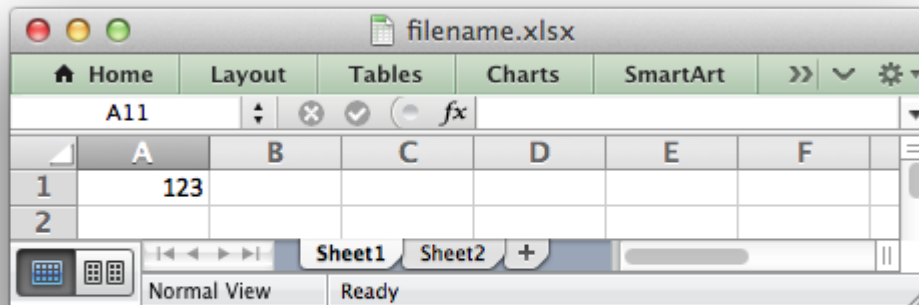 filename.xlsx
Home Layout Tables Charts SmartArt
A11 fx
A B C D E F
1 123
2
Sheet1 Sheet2 +
Normal View Ready